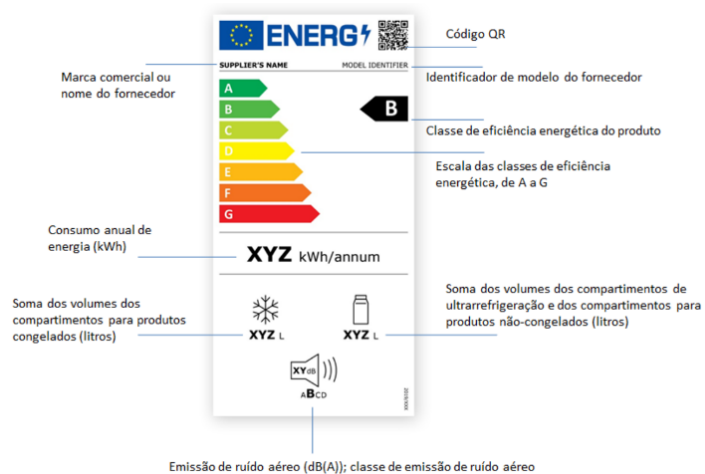 ENERG
Código QR
SUPPLIER'S NAME
MODEL IDENTIFIER
Marca comercial ou
nome do fornecedor
Identificador de modelo do fornecedor
A
B
B
Classe de eficiência energética do produto
C
D
Escala das classes de eficiência
energética, de A a G
E
F
G
Consumo anual de
energia (kWh)
XYZ kWh/annum
Soma dos volumes dos
compartimentos para produtos
congelados (litros)
XYZ L
XYZ L
Soma dos volumes dos compartimentos de
ultrarrefrigeração e dos compartimentos para
produtos não-congelados (litros)
XY dB
ABCD
Emissão de ruído aéreo (dB(A)); classe de emissão de ruído aéreo